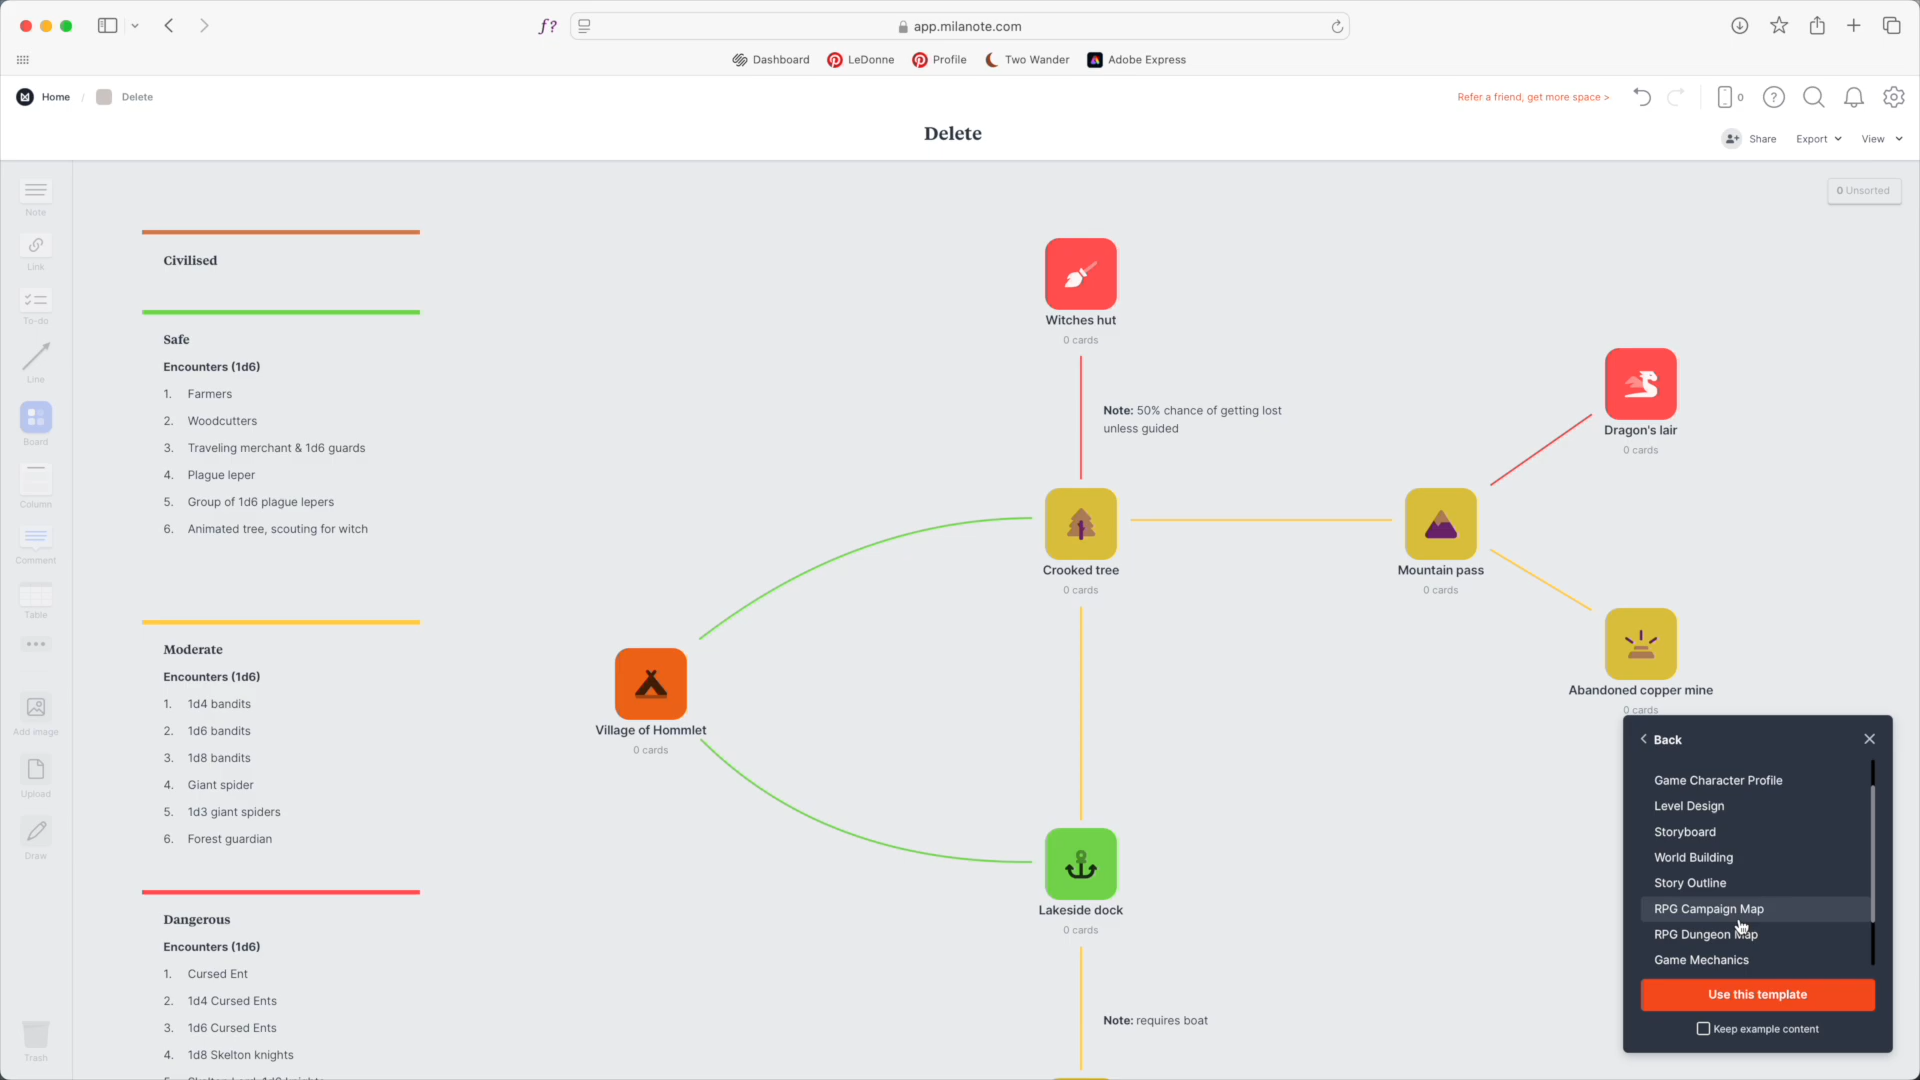 f?
app.milanote.com
Dashboard
LeDonne
Profile
Two Wander
Adobe Express
Home / Delete
Refer a friend, get more space >
0
Delete
Share
Export
View
0 Unsorted
Note
Link
To-do
Line
Board
Column
Comment
Table
Add image
Upload
Draw
Trash
Civilised
Safe
Encounters (1d6)
1. Farmers
2. Woodcutters
3. Traveling merchant & 1d6 guards
4. Plague leper
5. Group of 1d6 plague lepers
6. Animated tree, scouting for witch
Moderate
Encounters (1d6)
1. 1d4 bandits
2. 1d6 bandits
3. 1d8 bandits
4. Giant spider
5. 1d3 giant spiders
6. Forest guardian
Dangerous
Encounters (1d6)
1. Cursed Ent
2. 1d4 Cursed Ents
3. 1d6 Cursed Ents
4. 1d8 Skelton knights
Witches hut
0 cards
Note: 50% chance of getting lost
unless guided
Dragon's lair
0 cards
Crooked tree
0 cards
Mountain pass
0 cards
Village of Hommlet
0 cards
Abandoned copper mine
0 cards
Lakeside dock
0 cards
Note: requires boat
Back
Game Character Profile
Level Design
Storyboard
World Building
Story Outline
RPG Campaign Map
RPG Dungeon Map
Game Mechanics
Use this template
Keep example content